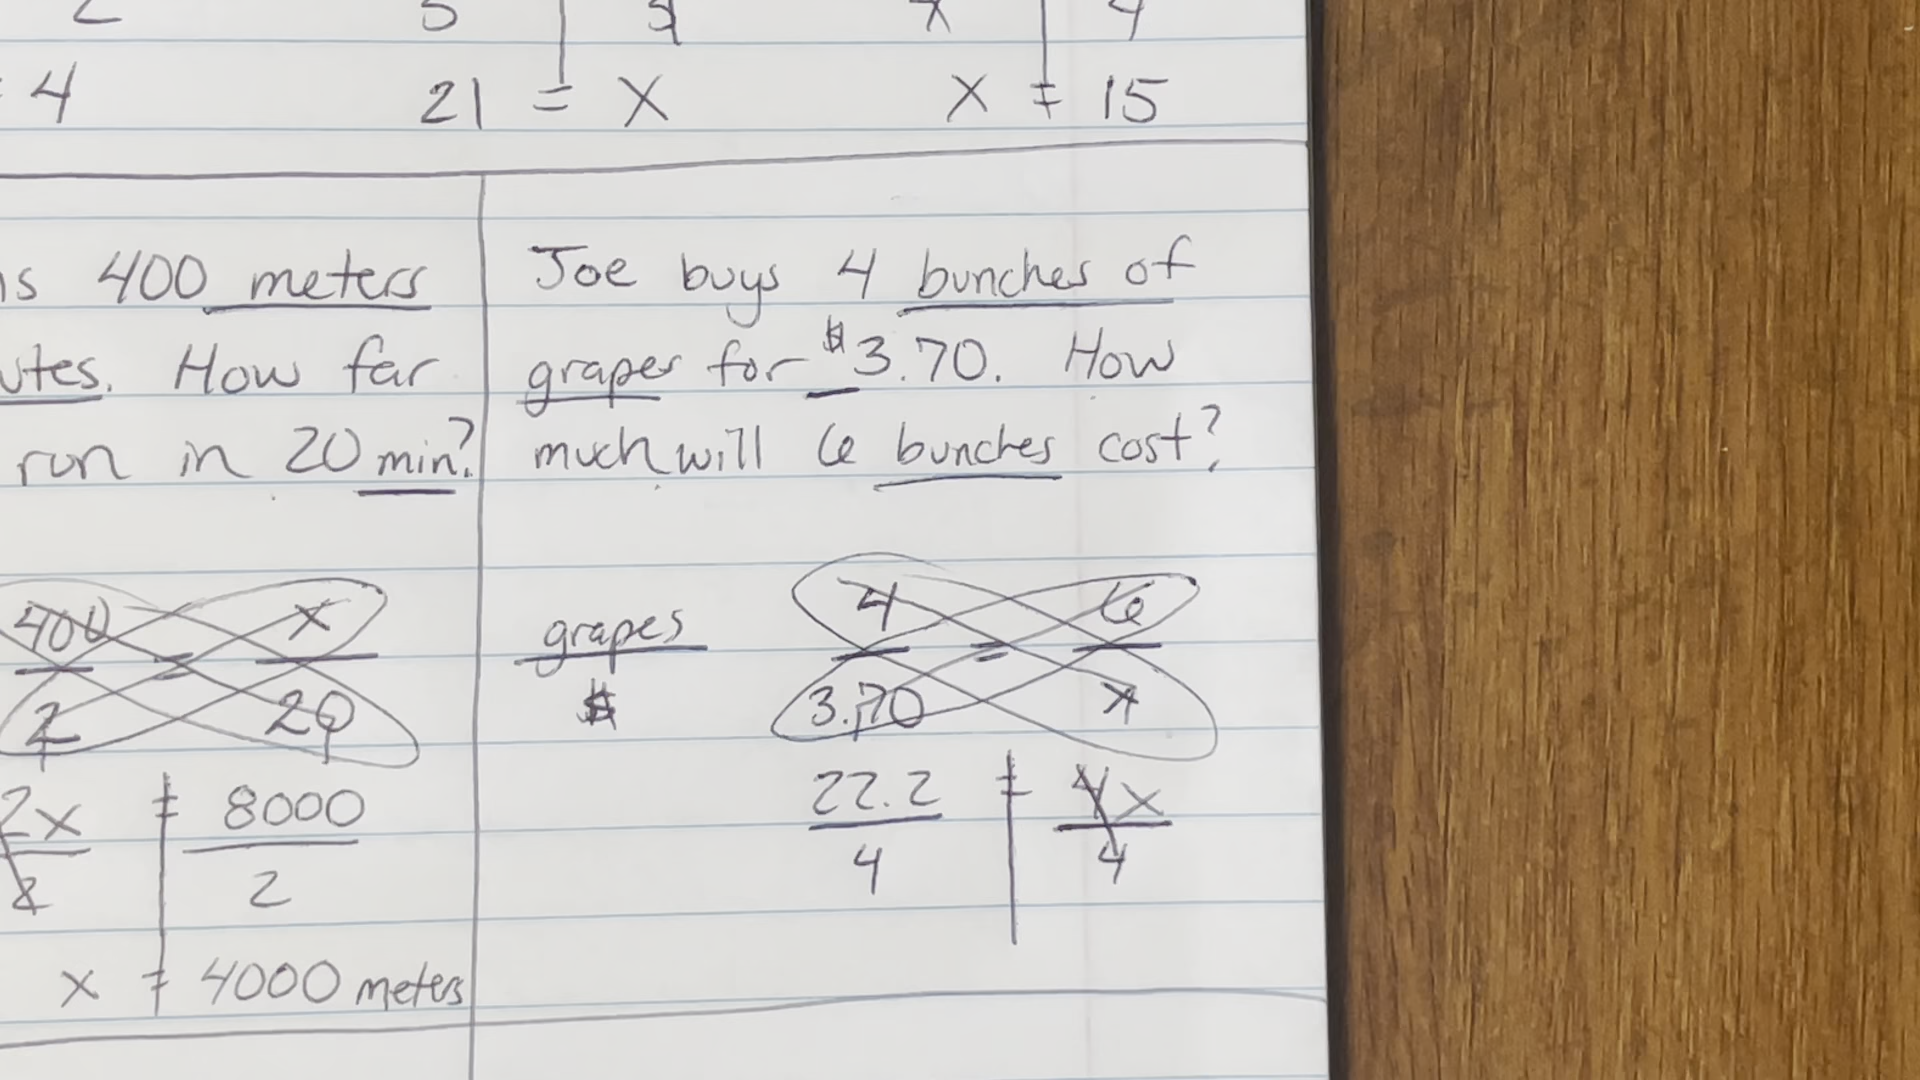 21 = X
X = 15
= 4
400 meters
How far
run in 20 min?
400 = X
2 20
2x = 8000
2 2
x = 4000 meters
Joe buys 4 bunches of
grapes for $3.70. How
much will 6 bunches cost?
grapes 4 = 6
$ 3.70 x
22.2 = 4x
4 4